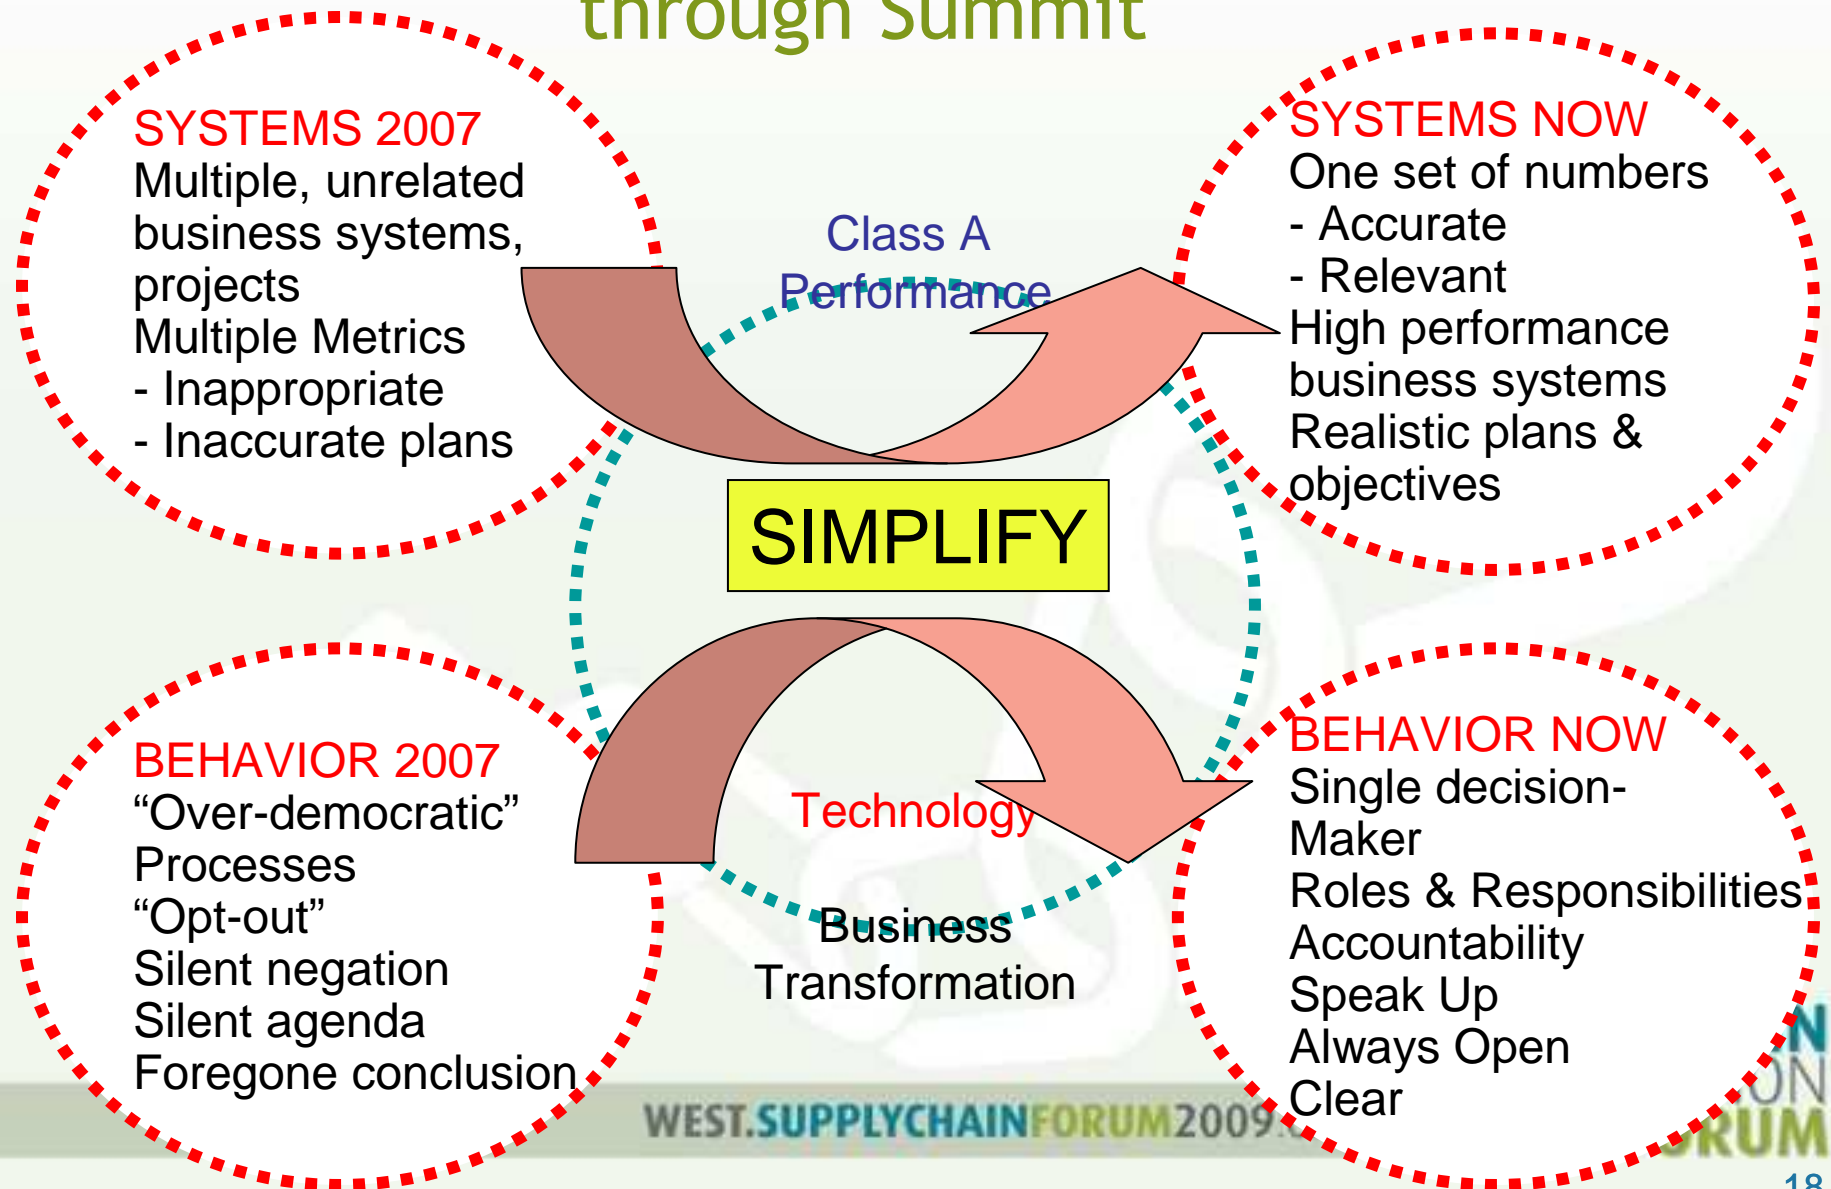 through Summit
SYSTEMS 2007
Multiple, unrelated
business systems,
projects
Multiple Metrics
- Inappropriate
- Inaccurate plans
Class A
Performance
SYSTEMS NOW
One set of numbers
- Accurate
- Relevant
High performance
business systems
Realistic plans &
objectives
SIMPLIFY
BEHAVIOR 2007
“Over-democratic”
Processes
“Opt-out”
Silent negation
Silent agenda
Foregone conclusion
Technology
Business
Transformation
BEHAVIOR NOW
Single decision-
Maker
Roles & Responsibilities
Accountability
Speak Up
Always Open
Clear
WEST.SUPPLYCHAINFORUM2009
18